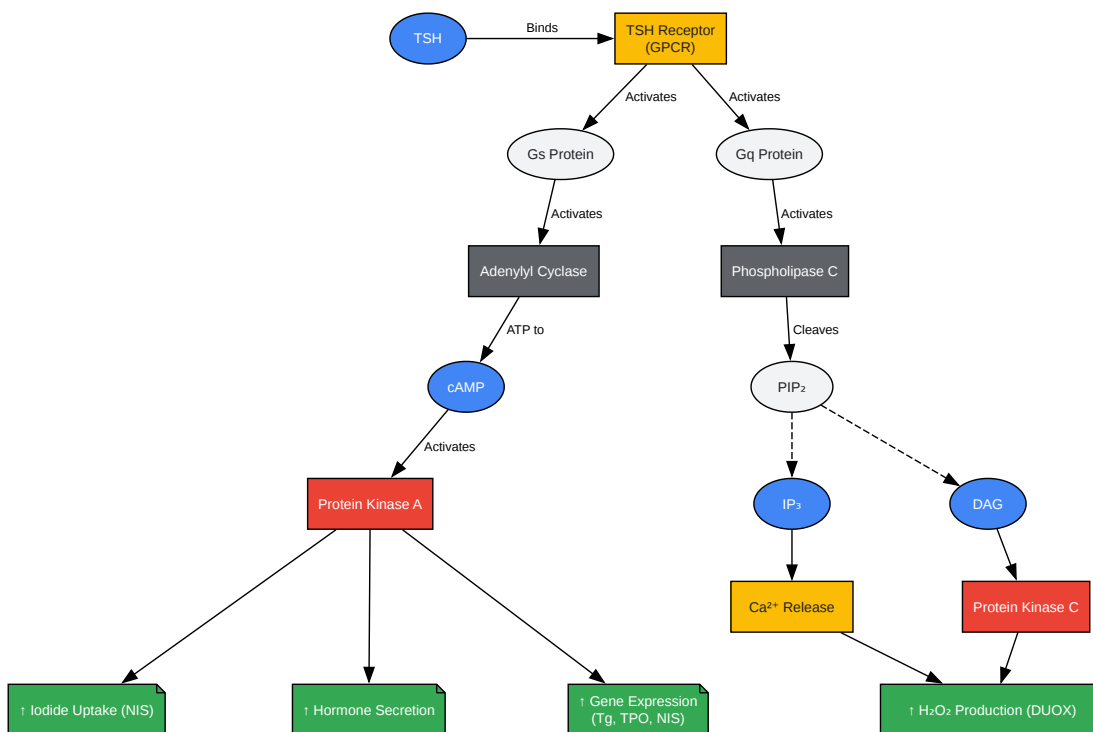 TSH
Binds
TSH Receptor
(GPCR)
Activates
Activates
Gs Protein
Gq Protein
Activates
Activates
Adenylyl Cyclase
Phospholipase C
ATP to
Cleaves
cAMP
PIP₂
Activates
Protein Kinase A
IP₃
DAG
Ca²⁺ Release
Protein Kinase C
↑ Iodide Uptake (NIS)
↑ Hormone Secretion
↑ Gene Expression
(Tg, TPO, NIS)
↑ H₂O₂ Production (DUOX)